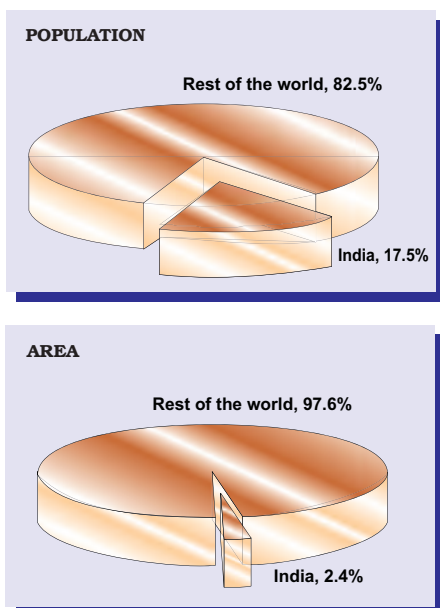 POPULATION
Rest of the world, 82.5%
India, 17.5%
AREA
Rest of the world, 97.6%
India, 2.4%